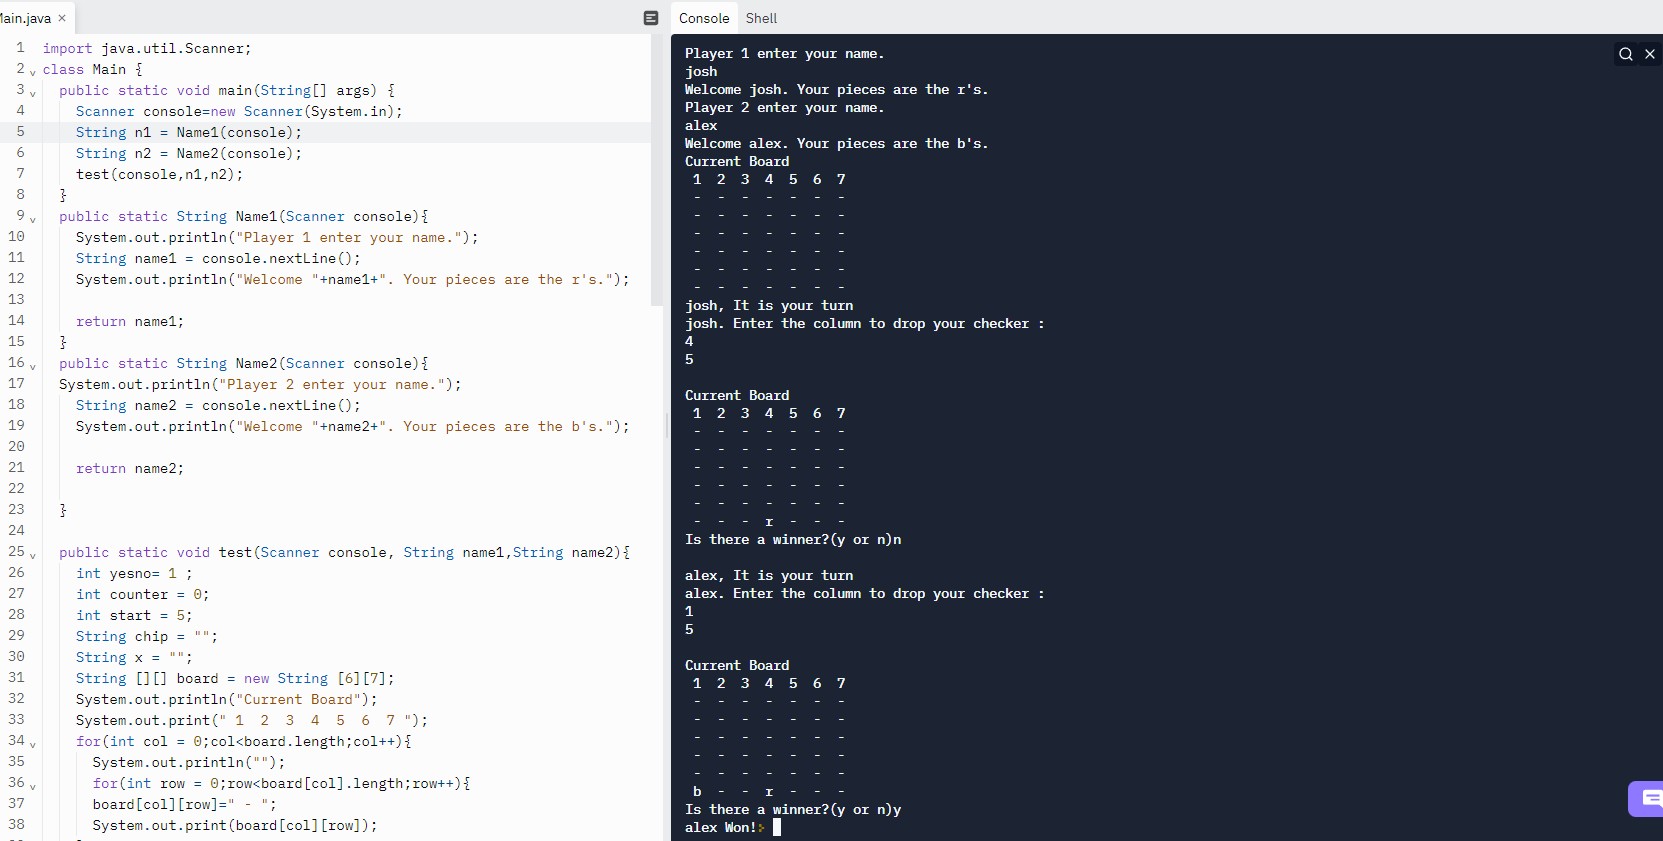 Main.java ×
1 import java.util.Scanner;
2 class Main {
3 public static void main(String[] args) {
4 Scanner console=new Scanner(System.in);
5 String n1 = Name1(console);
6 String n2 = Name2(console);
7 test(console,n1,n2);
8 }
9 public static String Name1(Scanner console){
10 System.out.println("Player 1 enter your name.");
11 String name1 = console.nextLine();
12 System.out.println("Welcome "+name1+". Your pieces are the r's.");
13
14 return name1;
15 }
16 public static String Name2(Scanner console){
17 System.out.println("Player 2 enter your name.");
18 String name2 = console.nextLine();
19 System.out.println("Welcome "+name2+". Your pieces are the b's.");
20
21 return name2;
22
23 }
24
25 public static void test(Scanner console, String name1,String name2){
26 int yesno= 1 ;
27 int counter = 0;
28 int start = 5;
29 String chip = "";
30 String x = "";
31 String [][] board = new String [6][7];
32 System.out.println("Current Board");
33 System.out.print(" 1  2  3  4  5  6  7 ");
34 for(int col = 0;col<board.length;col++){
35 System.out.println("");
36 for(int row = 0;row<board[col].length;row++){
37 board[col][row]=" - ";
38 System.out.print(board[col][row]);
Console Shell
Player 1 enter your name.
josh
Welcome josh. Your pieces are the r's.
Player 2 enter your name.
alex
Welcome alex. Your pieces are the b's.
Current Board
1 2 3 4 5 6 7
- - - - - - -
- - - - - - -
- - - - - - -
- - - - - - -
- - - - - - -
- - - - - - -
josh, It is your turn
josh. Enter the column to drop your checker :
4
5
Current Board
1 2 3 4 5 6 7
- - - - - - -
- - - - - - -
- - - - - - -
- - - - - - -
- - - - - - -
- - - r - - -
Is there a winner?(y or n)n
alex, It is your turn
alex. Enter the column to drop your checker :
1
5
Current Board
1 2 3 4 5 6 7
- - - - - - -
- - - - - - -
- - - - - - -
- - - - - - -
- - - - - - -
b - - r - - -
Is there a winner?(y or n)y
alex Won!>